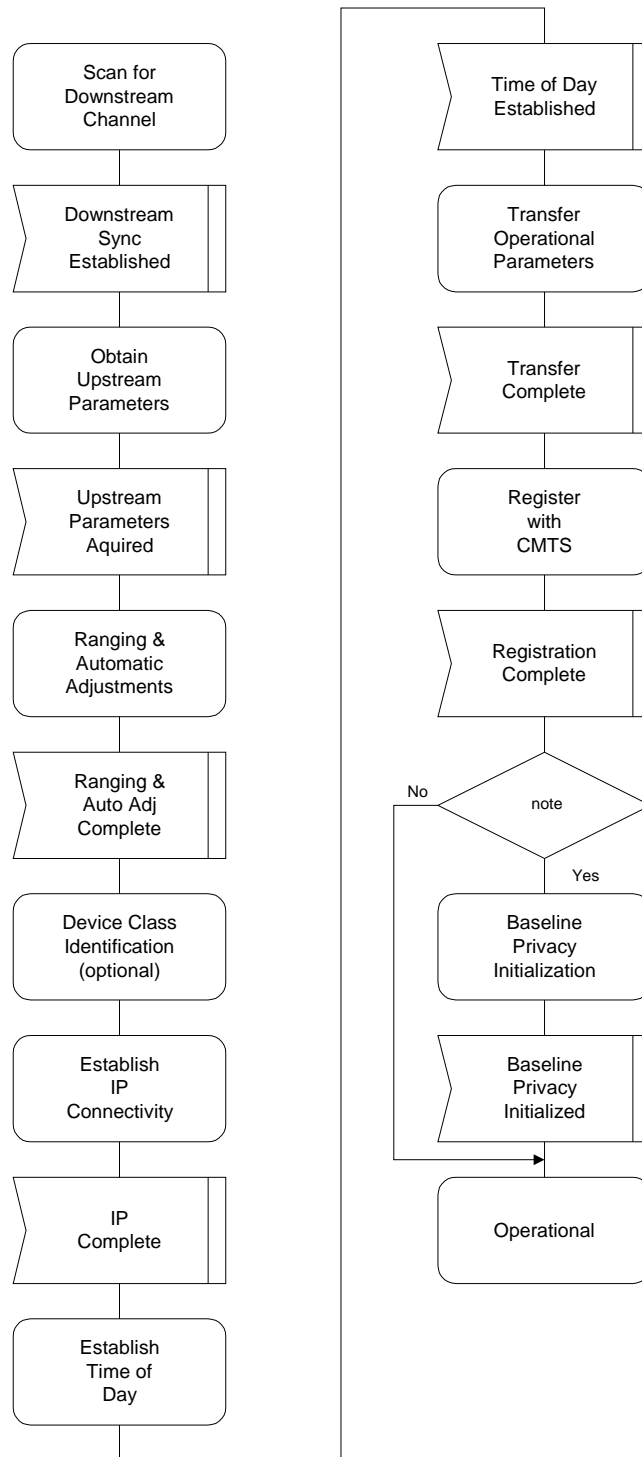 Scan for
Downstream
Channel
Downstream
Sync
Established
Obtain
Upstream
Parameters
Upstream
Parameters
Aquired
Ranging &
Automatic
Adjustments
Ranging &
Auto Adj
Complete
Device Class
Identification
(optional)
Establish
IP
Connectivity
IP
Complete
Establish
Time of
Day
Time of Day
Established
Transfer
Operational
Parameters
Transfer
Complete
Register
with
CMTS
Registration
Complete
No
note
Yes
Baseline
Privacy
Initialization
Baseline
Privacy
Initialized
Operational